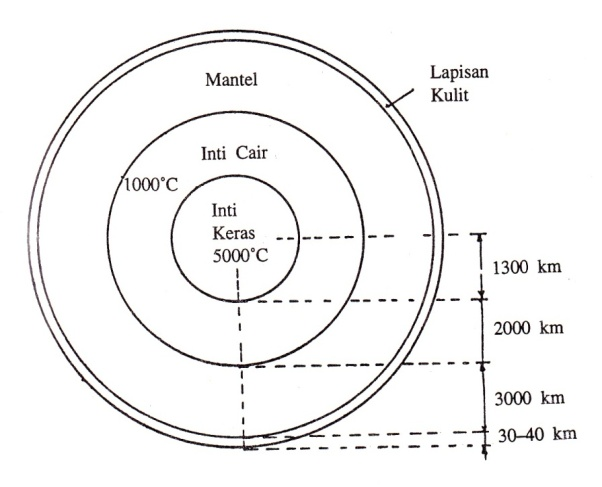 Mantel
Lapisan
Kulit
Inti Cair
1000°C
Inti
Keras
5000°C
1300 km
2000 km
3000 km
30–40 km